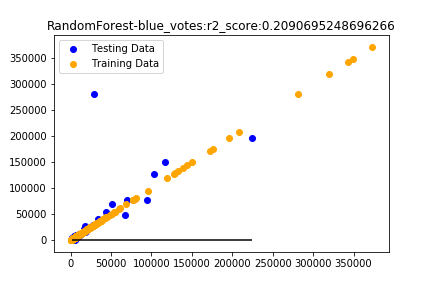 RandomForest-blue_votes:r2_score:0.2090695248696266
Testing Data
Training Data
350000
300000
250000
200000
150000
100000
50000
0
0 50000 100000 150000 200000 250000 300000 350000